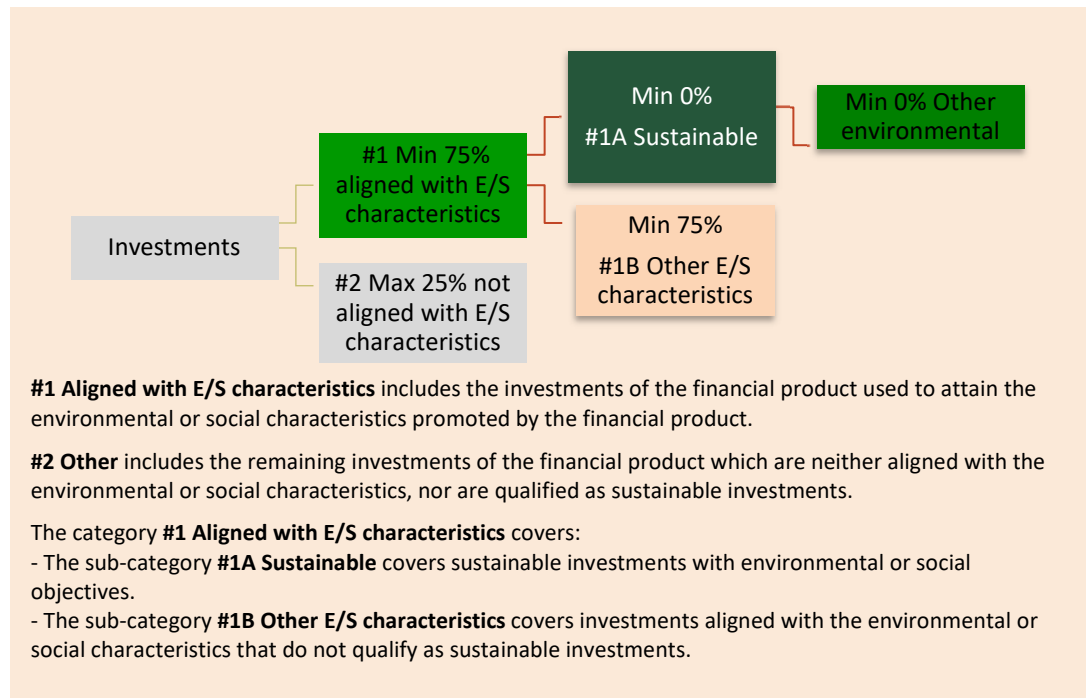 Investments
#1 Min 75%
aligned with E/S
characteristics
#2 Max 25% not
aligned with E/S
characteristics
Min 0%
#1A Sustainable
Min 75%
#1B Other E/S
characteristics
Min 0% Other
environmental
#1 Aligned with E/S characteristics includes the investments of the financial product used to attain the
environmental or social characteristics promoted by the financial product.
#2 Other includes the remaining investments of the financial product which are neither aligned with the
environmental or social characteristics, nor are qualified as sustainable investments.
The category #1 Aligned with E/S characteristics covers:
- The sub-category #1A Sustainable covers sustainable investments with environmental or social
objectives.
- The sub-category #1B Other E/S characteristics covers investments aligned with the environmental or
social characteristics that do not qualify as sustainable investments.